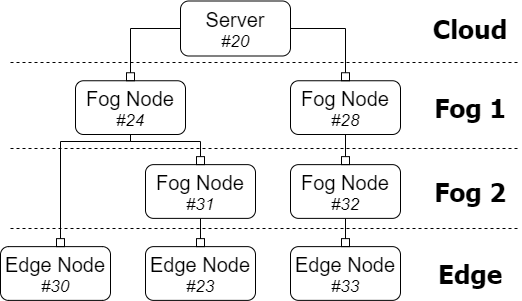 Server
#20
Cloud
Fog Node
#24
Fog Node
#28
Fog 1
Fog Node
#31
Fog Node
#32
Fog 2
Edge Node
#30
Edge Node
#23
Edge Node
#33
Edge